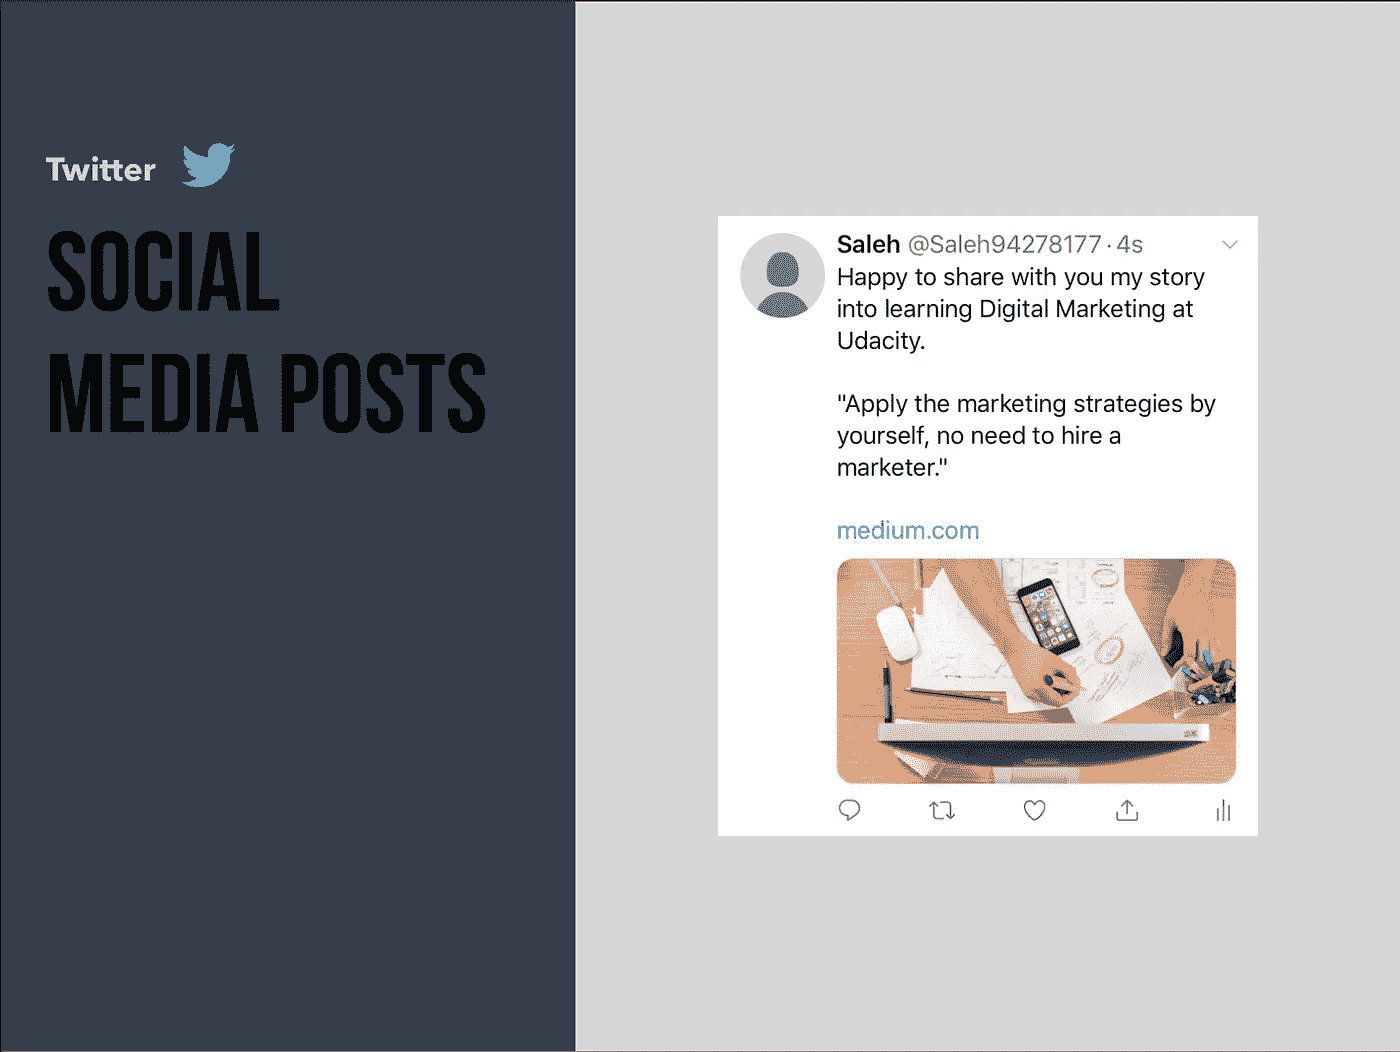 Twitter
SOCIAL
MEDIA POSTS
Saleh @Saleh94278177 · 4s
Happy to share with you my story
into learning Digital Marketing at
Udacity.
"Apply the marketing strategies by
yourself, no need to hire a
marketer."
medium.com